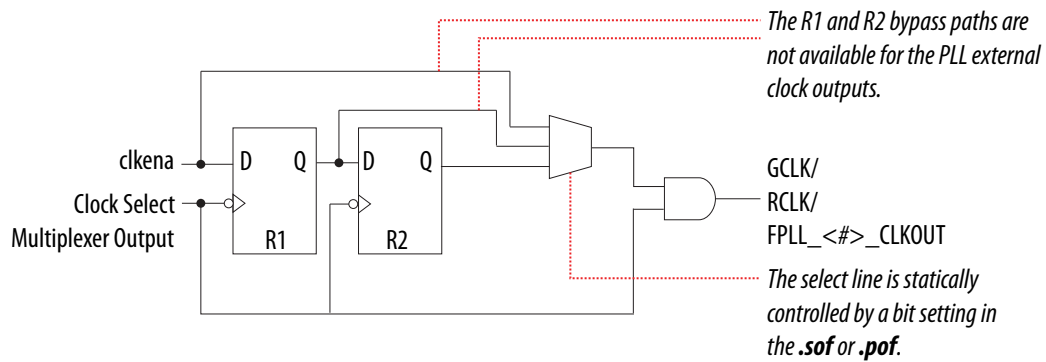 The R1 and R2 bypass paths are
not available for the PLL external
clock outputs.
clkena
D Q
D Q
Clock Select
Multiplexer Output
R1
R2
GCLK/
RCLK/
FPLL_<#>_CLKOUT
The select line is statically
controlled by a bit setting in
the .sof or .pof.